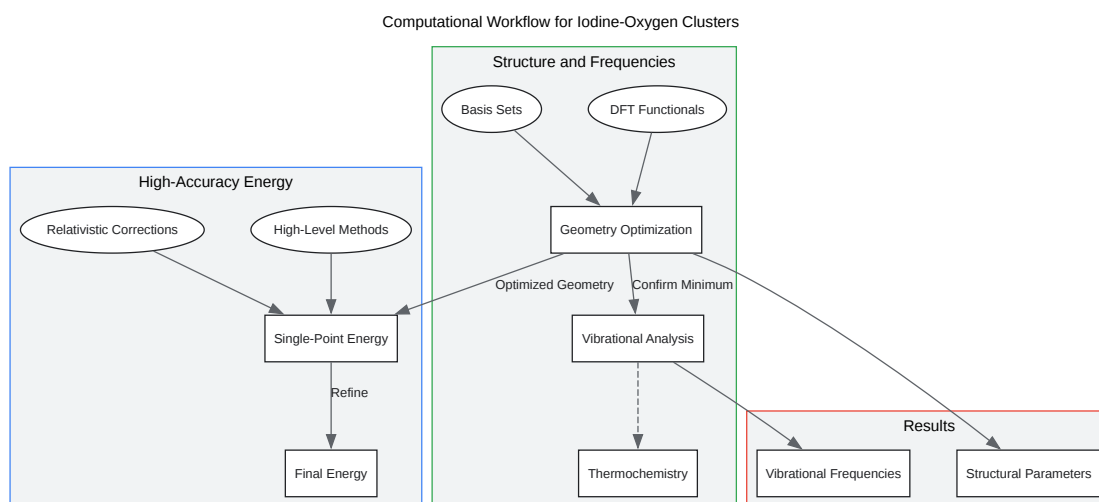 Computational Workflow for Iodine-Oxygen Clusters
Structure and Frequencies
Basis Sets
DFT Functionals
High-Accuracy Energy
Relativistic Corrections
High-Level Methods
Geometry Optimization
Optimized Geometry
Confirm Minimum
Single-Point Energy
Vibrational Analysis
Refine
Results
Final Energy
Thermochemistry
Vibrational Frequencies
Structural Parameters